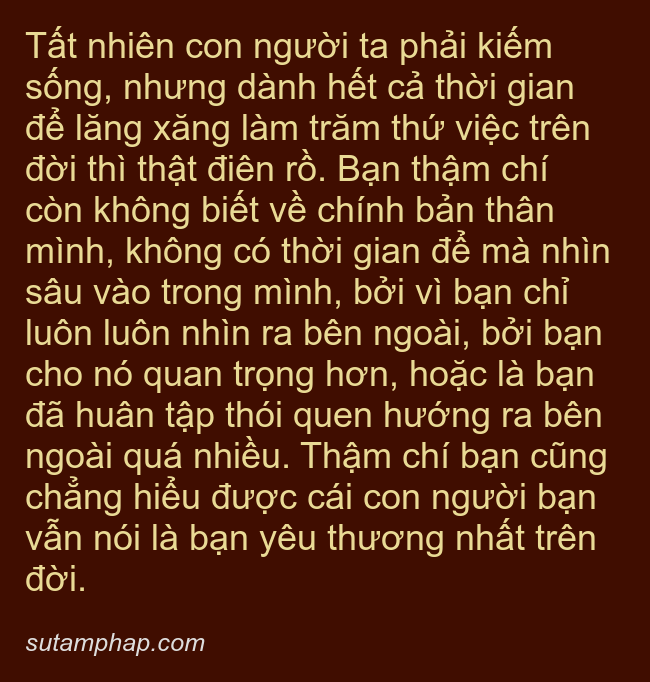 Tất nhiên con người ta phải kiếm
sống, nhưng dành hết cả thời gian
để lăng xăng làm trăm thứ việc trên
đời thì thật điên rồ. Bạn thậm chí
còn không biết về chính bản thân
mình, không có thời gian để mà nhìn
sâu vào trong mình, bởi vì bạn chỉ
luôn luôn nhìn ra bên ngoài, bởi bạn
cho nó quan trọng hơn, hoặc là bạn
đã huân tập thói quen hướng ra bên
ngoài quá nhiều. Thậm chí bạn cũng
chẳng hiểu được cái con người bạn
vẫn nói là bạn yêu thương nhất trên
đời.
sutamphap.com